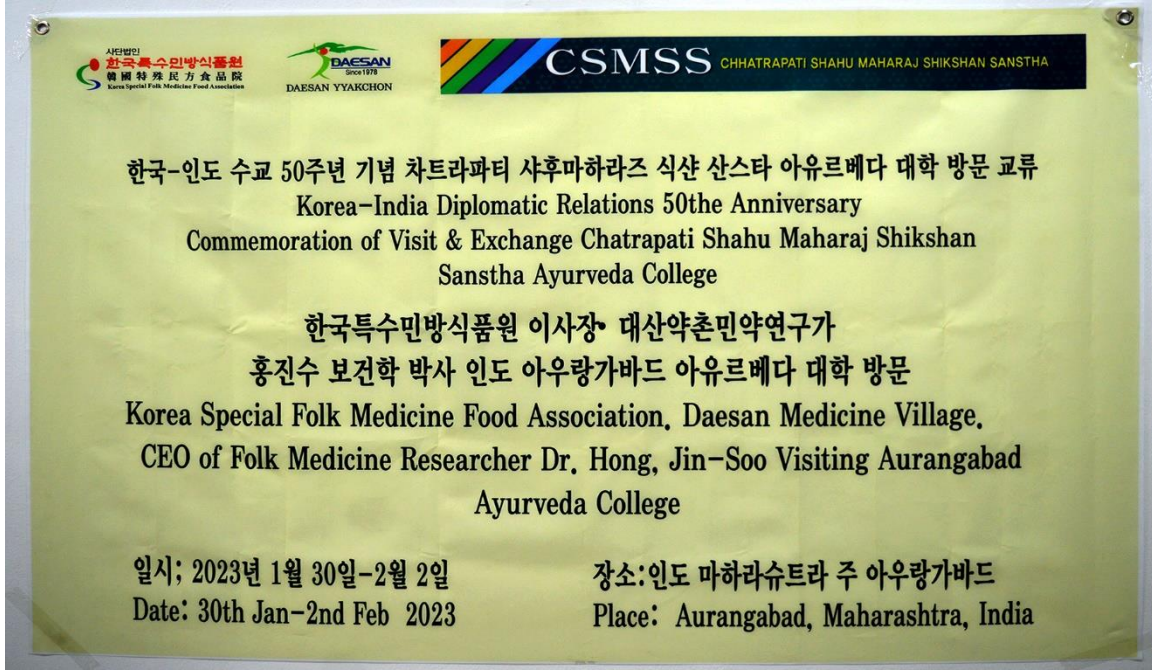 사단법인
한국특수민방식품원
韓國特殊民方食品院
Korea Special Folk Medicine Food Association
DAESAN
Since 1978
DAESAN YYAKCHON
CSMSS CHHATRAPATI SHAHU MAHARAJ SHIKSHAN SANSTHA
한국-인도 수교 50주년 기념 차트라파티 샤후마하라즈 식샨 산스타 아유르베다 대학 방문 교류
Korea-India Diplomatic Relations 50the Anniversary
Commemoration of Visit & Exchange Chatrapati Shahu Maharaj Shikshan
Sanstha Ayurveda College
한국특수민방식품원 이사장· 대산약촌민약연구가
홍진수 보건학 박사 인도 아우랑가바드 아유르베다 대학 방문
Korea Special Folk Medicine Food Association. Daesan Medicine Village.
CEO of Folk Medicine Researcher Dr. Hong, Jin-Soo Visiting Aurangabad
Ayurveda College
일시; 2023년 1월 30일-2월 2일
Date: 30th Jan-2nd Feb 2023
장소:인도 마하라슈트라 주 아우랑가바드
Place: Aurangabad, Maharashtra, India